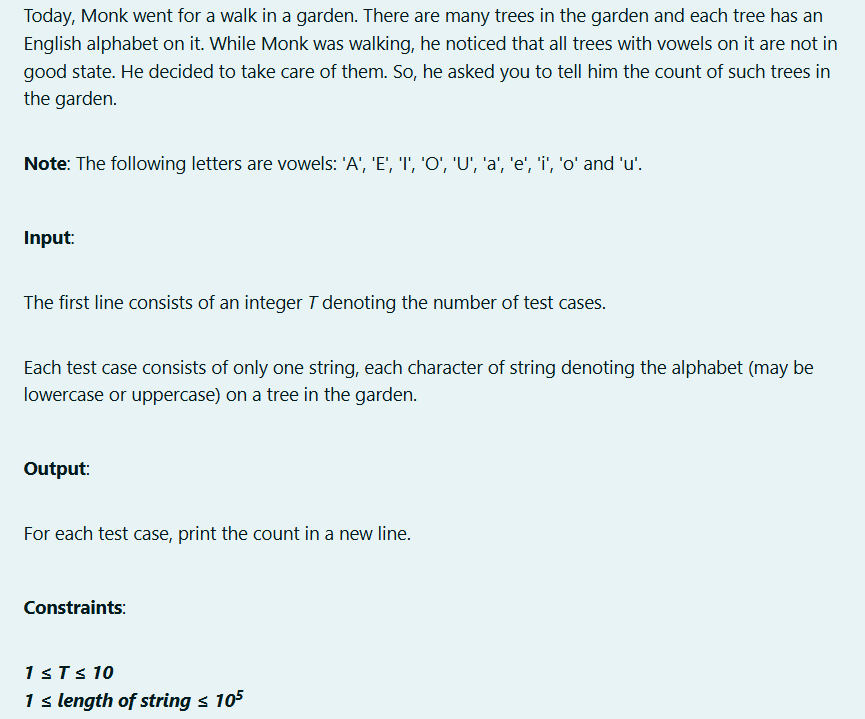 Today, Monk went for a walk in a garden. There are many trees in the garden and each tree has an
English alphabet on it. While Monk was walking, he noticed that all trees with vowels on it are not in
good state. He decided to take care of them. So, he asked you to tell him the count of such trees in
the garden.
Note: The following letters are vowels: 'A', 'E', 'I', 'O', 'U', 'a', 'e', 'i', 'o' and 'u'.
Input:
The first line consists of an integer T denoting the number of test cases.
Each test case consists of only one string, each character of string denoting the alphabet (may be
lowercase or uppercase) on a tree in the garden.
Output:
For each test case, print the count in a new line.
Constraints:
1 ≤ T ≤ 10
1 ≤ length of string ≤ 10⁵